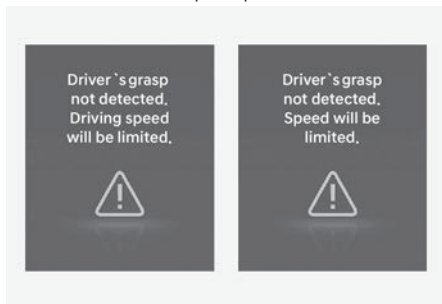 Driver`s grasp
not detected.
Driving speed
will be limited.
Driver`s grasp
not detected.
Speed will be
limited.